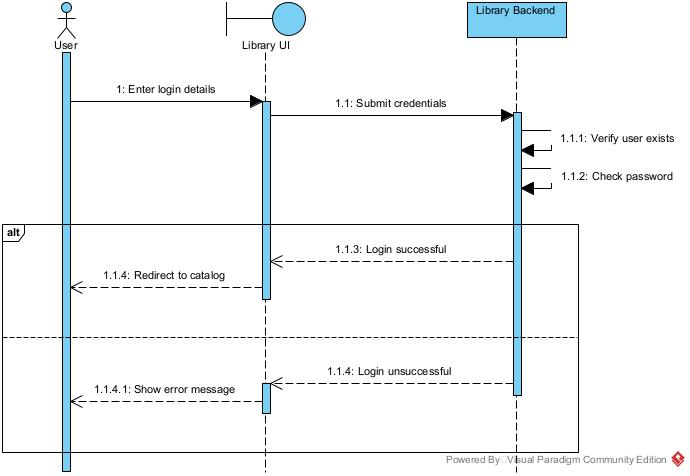 User
Library UI
Library Backend
1: Enter login details
1.1: Submit credentials
1.1.1: Verify user exists
1.1.2: Check password
alt
1.1.3: Login successful
1.1.4: Redirect to catalog
1.1.4: Login unsuccessful
1.1.4.1: Show error message
Powered By Visual Paradigm Community Edition